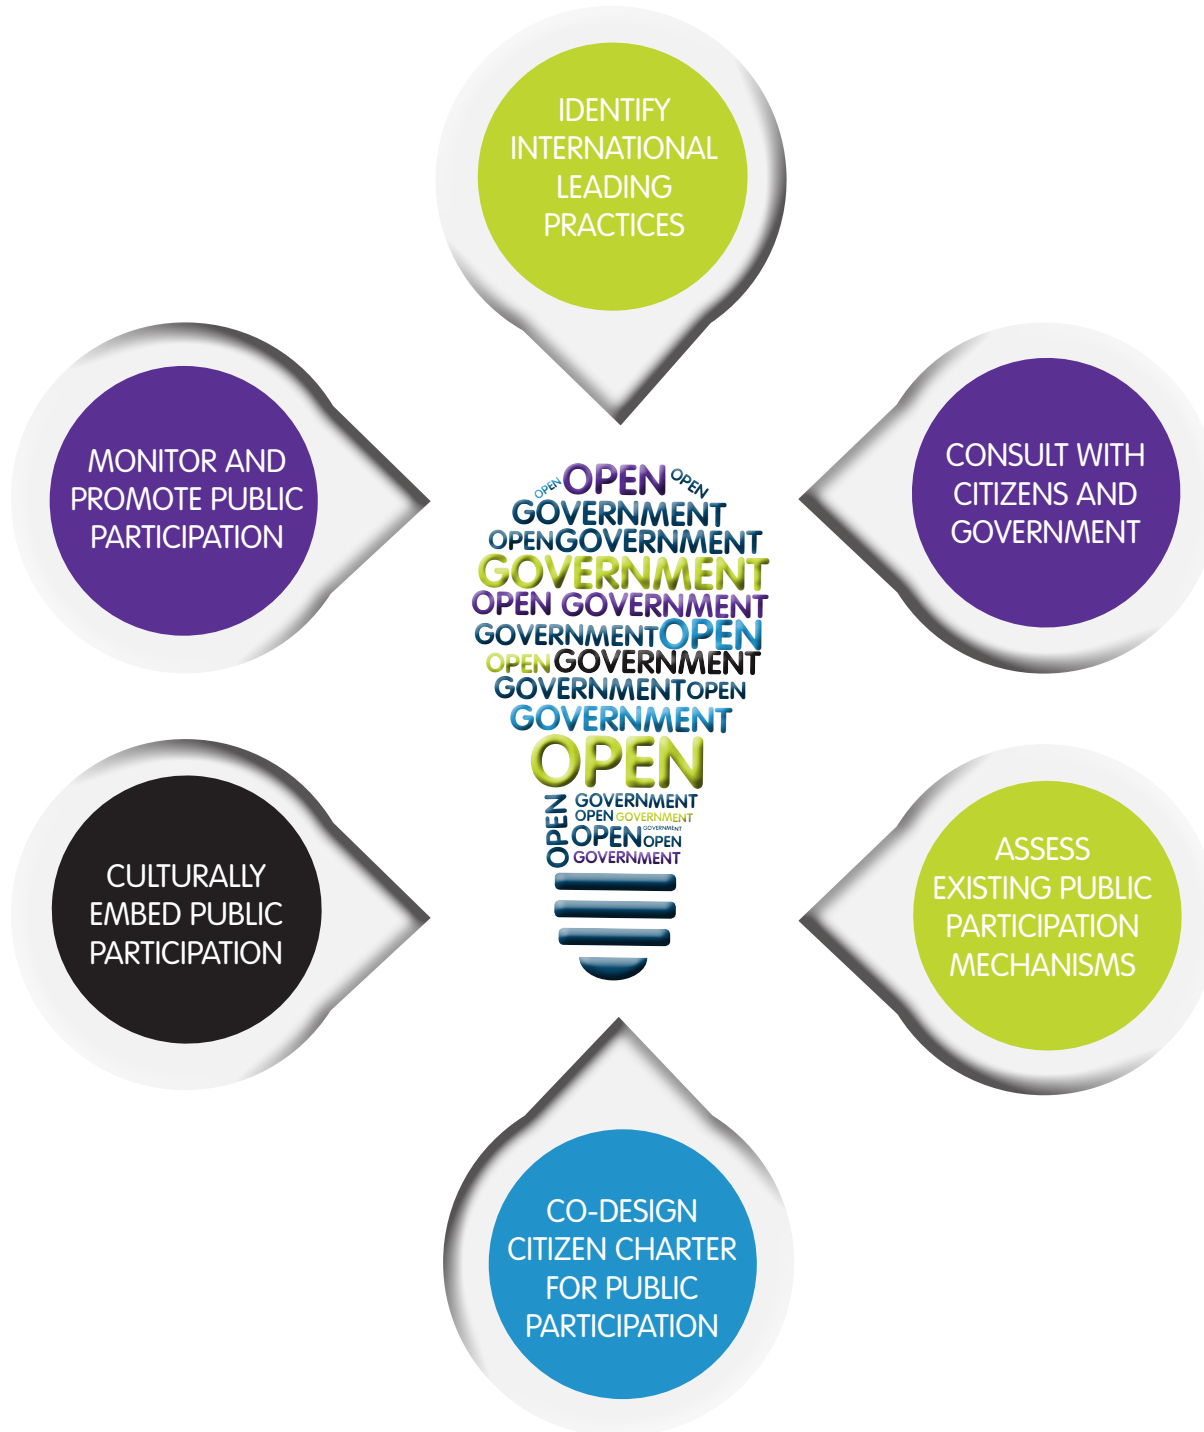 IDENTIFY
INTERNATIONAL
LEADING
PRACTICES
CONSULT WITH
CITIZENS AND
GOVERNMENT
ASSESS
EXISTING PUBLIC
PARTICIPATION
MECHANISMS
CO-DESIGN
CITIZEN CHARTER
FOR PUBLIC
PARTICIPATION
CULTURALLY
EMBED PUBLIC
PARTICIPATION
MONITOR AND
PROMOTE PUBLIC
PARTICIPATION
OPEN OPEN OPEN
GOVERNMENT
OPEN GOVERNMENT
GOVERNMENT
OPEN GOVERNMENT
GOVERNMENT OPEN
OPEN GOVERNMENT
GOVERNMENT OPEN
GOVERNMENT
OPEN
OPEN
GOVERNMENT
OPEN GOVERNMENT
OPEN GOVERNMENT OPEN
GOVERNMENT